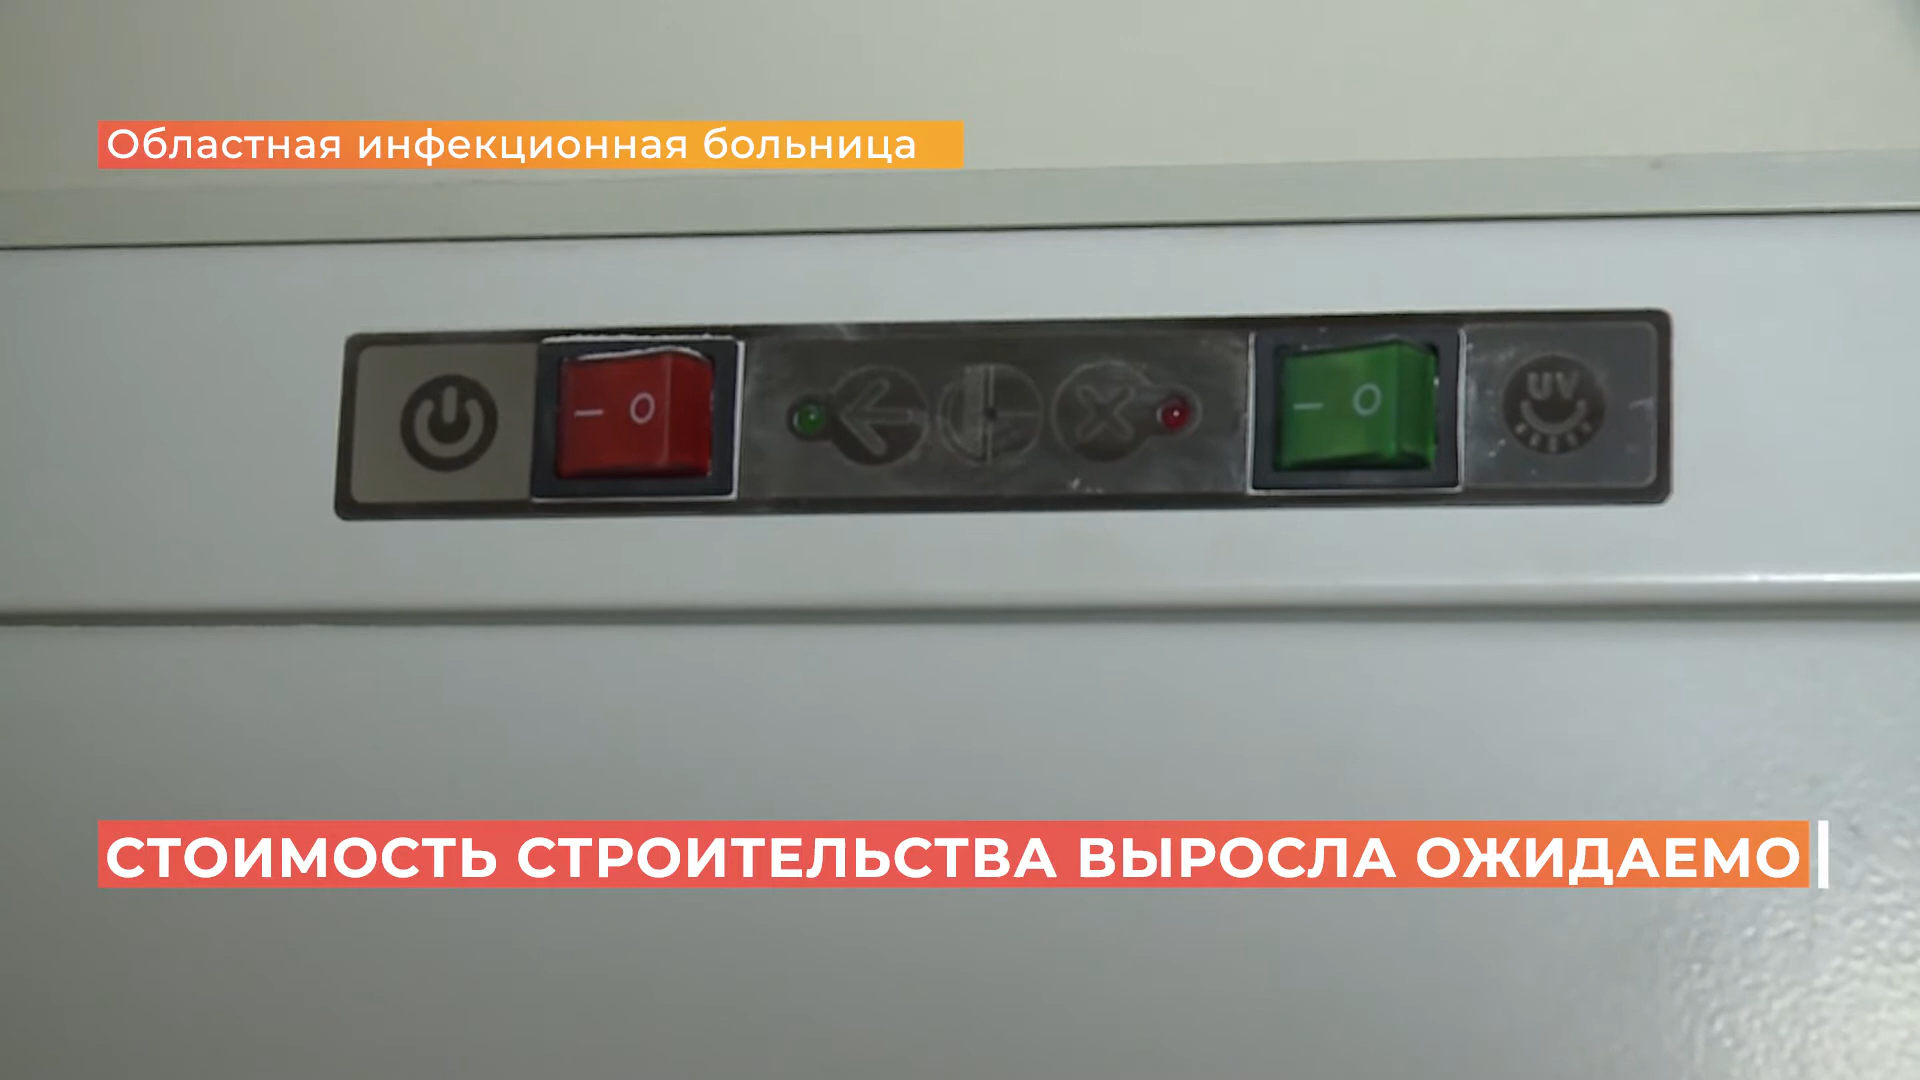 Областная инфекционная больница
— O
— O
UV
СТОИМОСТЬ СТРОИТЕЛЬСТВА ВЫРОСЛА ОЖИДАЕМО